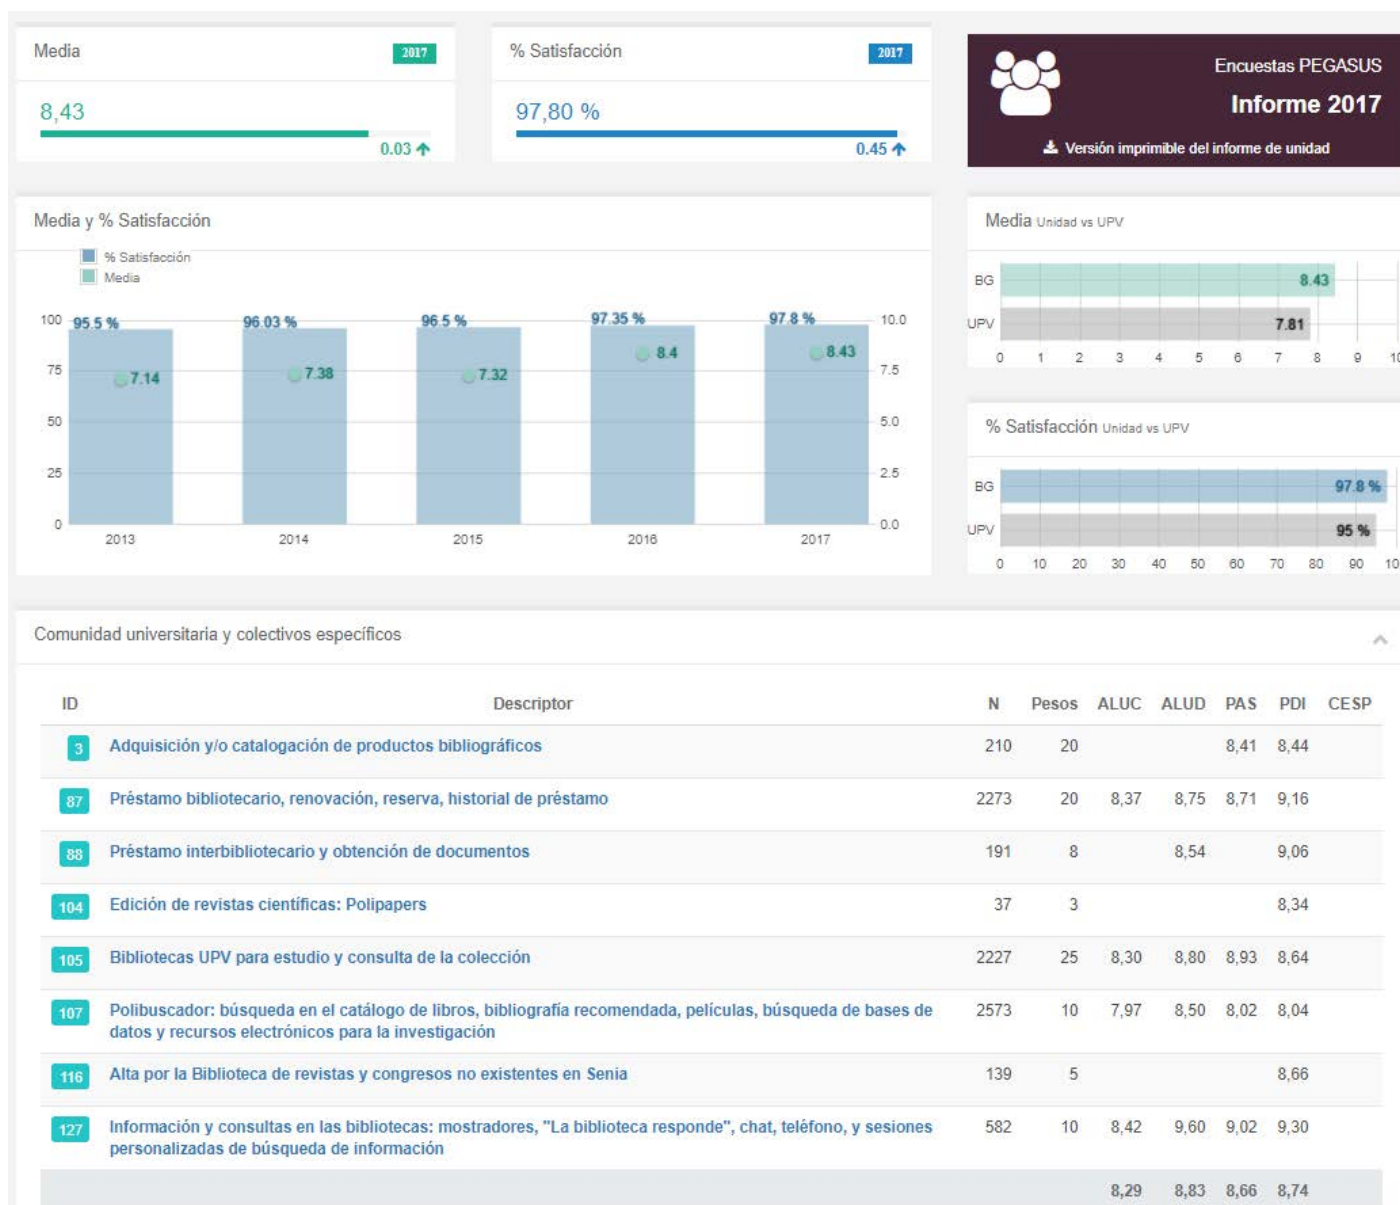 Media 2017
8,43
0.03
% Satisfacción 2017
97,80 %
0.45
Encuestas PEGASUS
Informe 2017
Versión imprimible del informe de unidad
Media y % Satisfacción
% Satisfacción
Media
100 95.5 % 96.03 % 96.5 % 97.35 % 97.8 % 10.0
8.4 8.43
75 7.14 7.38 7.32 7.5
50 5.0
25 2.5
0 0.0
2013 2014 2015 2016 2017
Media Unidad vs UPV
BG 8.43
UPV 7.81
0 1 2 3 4 5 6 7 8 9 10
% Satisfacción Unidad vs UPV
BG 97.8 %
UPV 95 %
0 10 20 30 40 50 60 70 80 90 10
Comunidad universitaria y colectivos específicos
ID Descriptor N Pesos ALUC ALUD PAS PDI CESP
3 Adquisición y/o catalogación de productos bibliográficos 210 20 8,41 8,44
87 Préstamo bibliotecario, renovación, reserva, historial de préstamo 2273 20 8,37 8,75 8,71 9,16
88 Préstamo interbibliotecario y obtención de documentos 191 8 8,54 9,06
104 Edición de revistas científicas: Polipapers 37 3 8,34
105 Bibliotecas UPV para estudio y consulta de la colección 2227 25 8,30 8,80 8,93 8,64
107 Polibuscador: búsqueda en el catálogo de libros, bibliografía recomendada, películas, búsqueda de bases de 2573 10 7,97 8,50 8,02 8,04
datos y recursos electrónicos para la investigación
116 Alta por la Biblioteca de revistas y congresos no existentes en Senia 139 5 8,66
127 Información y consultas en las bibliotecas: mostradores, "La biblioteca responde", chat, teléfono, y sesiones 582 10 8,42 9,60 9,02 9,30
personalizadas de búsqueda de información
8,29 8,83 8,66 8,74